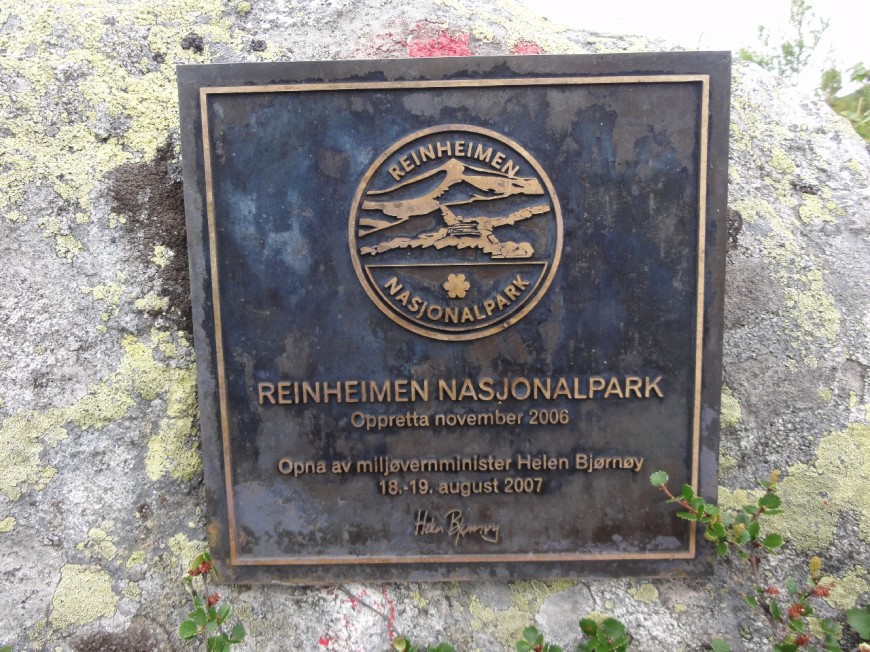 REINHEIMEN
NASJONALPARK
REINHEIMEN NASJONALPARK
Oppretta november 2006
Opna av miljøvernminister Helen Bjørnøy
18.-19. august 2007
Helen Bjørnøy